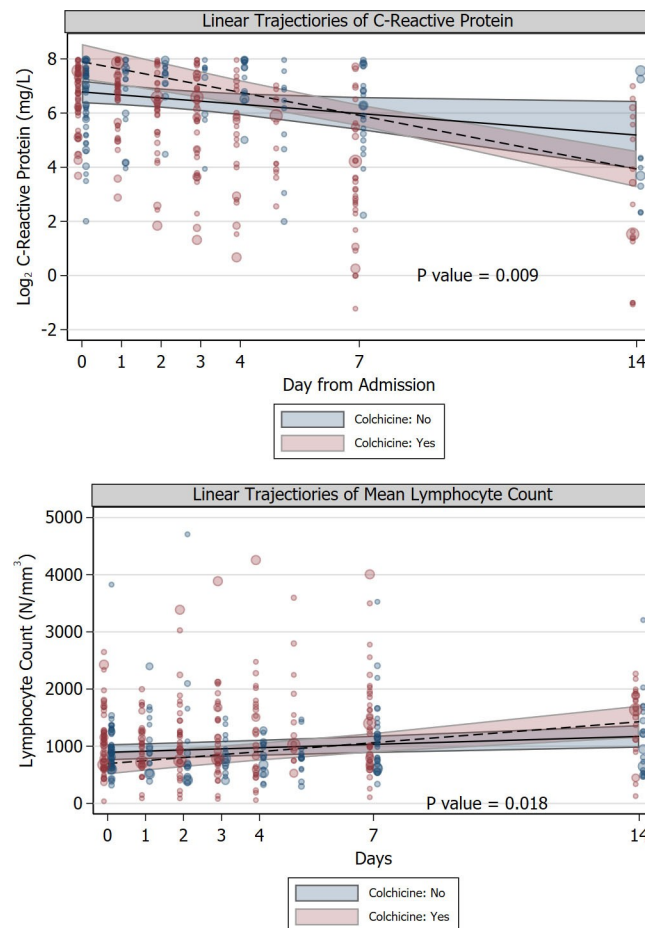 Linear Trajectories of C-Reactive Protein
Log₂ C-Reactive Protein (mg/L)
10
8
6
4
2
0
-2
P value = 0.009
0 1 2 3 4 7 14
Day from Admission
Colchicine: No
Colchicine: Yes
Linear Trajectiories of Mean Lymphocyte Count
Lymphocyte Count (N/mm³)
5000
4000
3000
2000
1000
0
P value = 0.018
0 1 2 3 4 7 14
Days
Colchicine: No
Colchicine: Yes